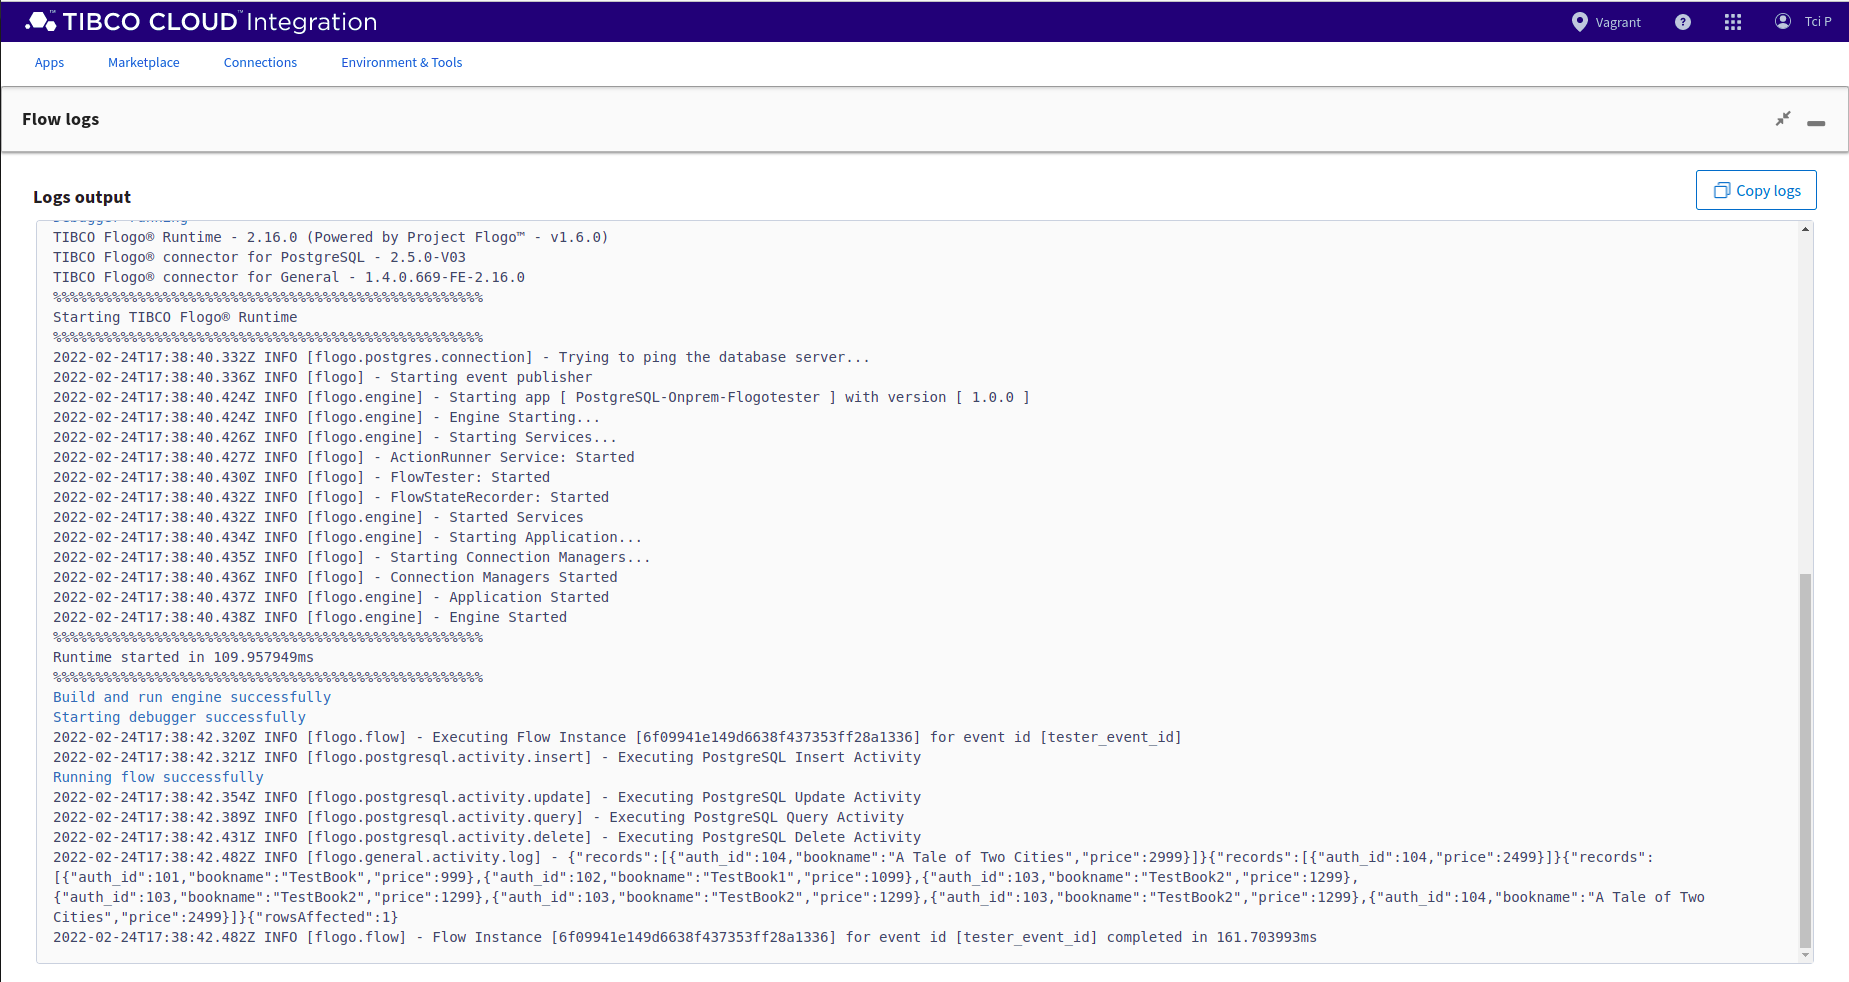 TIBCO CLOUD™ Integration
Vagrant
?
Tci P
Apps
Marketplace
Connections
Environment & Tools
Flow logs
Logs output
Copy logs
Debugger running
TIBCO Flogo® Runtime - 2.16.0 (Powered by Project Flogo™ - v1.6.0)
TIBCO Flogo® connector for PostgreSQL - 2.5.0-V03
TIBCO Flogo® connector for General - 1.4.0.669-FE-2.16.0
%%%%%%%%%%%%%%%%%%%%%%%%%%%%%%%%%%%%%%%%%%%%%%%%%%%
Starting TIBCO Flogo® Runtime
%%%%%%%%%%%%%%%%%%%%%%%%%%%%%%%%%%%%%%%%%%%%%%%%%%%
2022-02-24T17:38:40.332Z INFO [flogo.postgres.connection] - Trying to ping the database server...
2022-02-24T17:38:40.336Z INFO [flogo] - Starting event publisher
2022-02-24T17:38:40.424Z INFO [flogo.engine] - Starting app [ PostgreSQL-Onprem-Flogotester ] with version [ 1.0.0 ]
2022-02-24T17:38:40.424Z INFO [flogo.engine] - Engine Starting...
2022-02-24T17:38:40.426Z INFO [flogo.engine] - Starting Services...
2022-02-24T17:38:40.427Z INFO [flogo] - ActionRunner Service: Started
2022-02-24T17:38:40.430Z INFO [flogo] - FlowTester: Started
2022-02-24T17:38:40.432Z INFO [flogo] - FlowStateRecorder: Started
2022-02-24T17:38:40.432Z INFO [flogo.engine] - Started Services
2022-02-24T17:38:40.434Z INFO [flogo.engine] - Starting Application...
2022-02-24T17:38:40.435Z INFO [flogo] - Starting Connection Managers...
2022-02-24T17:38:40.436Z INFO [flogo] - Connection Managers Started
2022-02-24T17:38:40.437Z INFO [flogo.engine] - Application Started
2022-02-24T17:38:40.438Z INFO [flogo.engine] - Engine Started
%%%%%%%%%%%%%%%%%%%%%%%%%%%%%%%%%%%%%%%%%%%%%%%%%%%
Runtime started in 109.957949ms
%%%%%%%%%%%%%%%%%%%%%%%%%%%%%%%%%%%%%%%%%%%%%%%%%%%
Build and run engine successfully
Starting debugger successfully
2022-02-24T17:38:42.320Z INFO [flogo.flow] - Executing Flow Instance [6f09941e149d6638f437353ff28a1336] for event id [tester_event_id]
2022-02-24T17:38:42.321Z INFO [flogo.postgresql.activity.insert] - Executing PostgreSQL Insert Activity
Running flow successfully
2022-02-24T17:38:42.354Z INFO [flogo.postgresql.activity.update] - Executing PostgreSQL Update Activity
2022-02-24T17:38:42.389Z INFO [flogo.postgresql.activity.query] - Executing PostgreSQL Query Activity
2022-02-24T17:38:42.431Z INFO [flogo.postgresql.activity.delete] - Executing PostgreSQL Delete Activity
2022-02-24T17:38:42.482Z INFO [flogo.general.activity.log] - {"records":[{"auth_id":104,"bookname":"A Tale of Two Cities","price":2999}]}{"records":[{"auth_id":104,"price":2499}]}{"records":
[{"auth_id":101,"bookname":"TestBook","price":999},{"auth_id":102,"bookname":"TestBook1","price":1099},{"auth_id":103,"bookname":"TestBook2","price":1299},
{"auth_id":103,"bookname":"TestBook2","price":1299},{"auth_id":103,"bookname":"TestBook2","price":1299},{"auth_id":103,"bookname":"TestBook2","price":1299},{"auth_id":104,"bookname":"A Tale of Two
Cities","price":2499}]}{"rowsAffected":1}
2022-02-24T17:38:42.482Z INFO [flogo.flow] - Flow Instance [6f09941e149d6638f437353ff28a1336] for event id [tester_event_id] completed in 161.703993ms